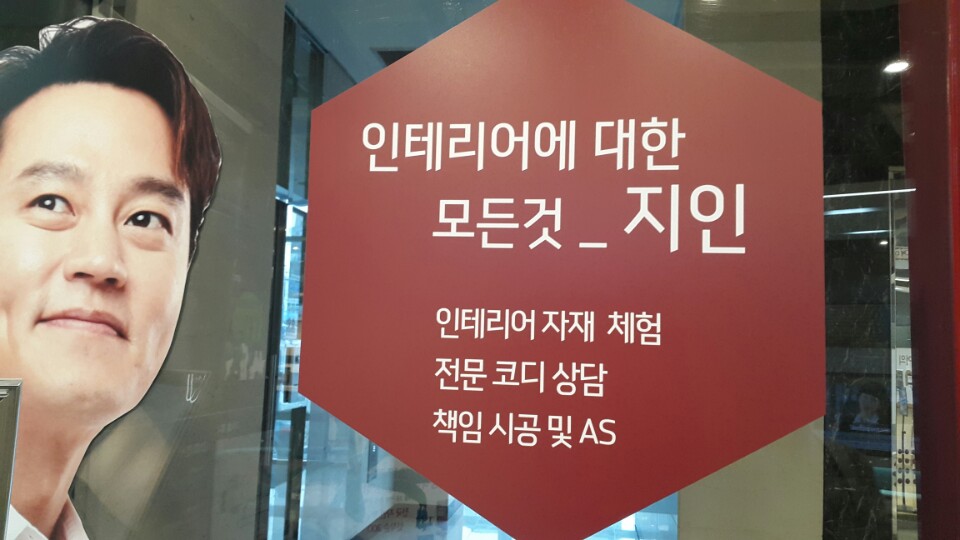 인테리어에 대한
모든것 _ 지인
인테리어 자재 체험
전문 코디 상담
책임 시공 및 AS